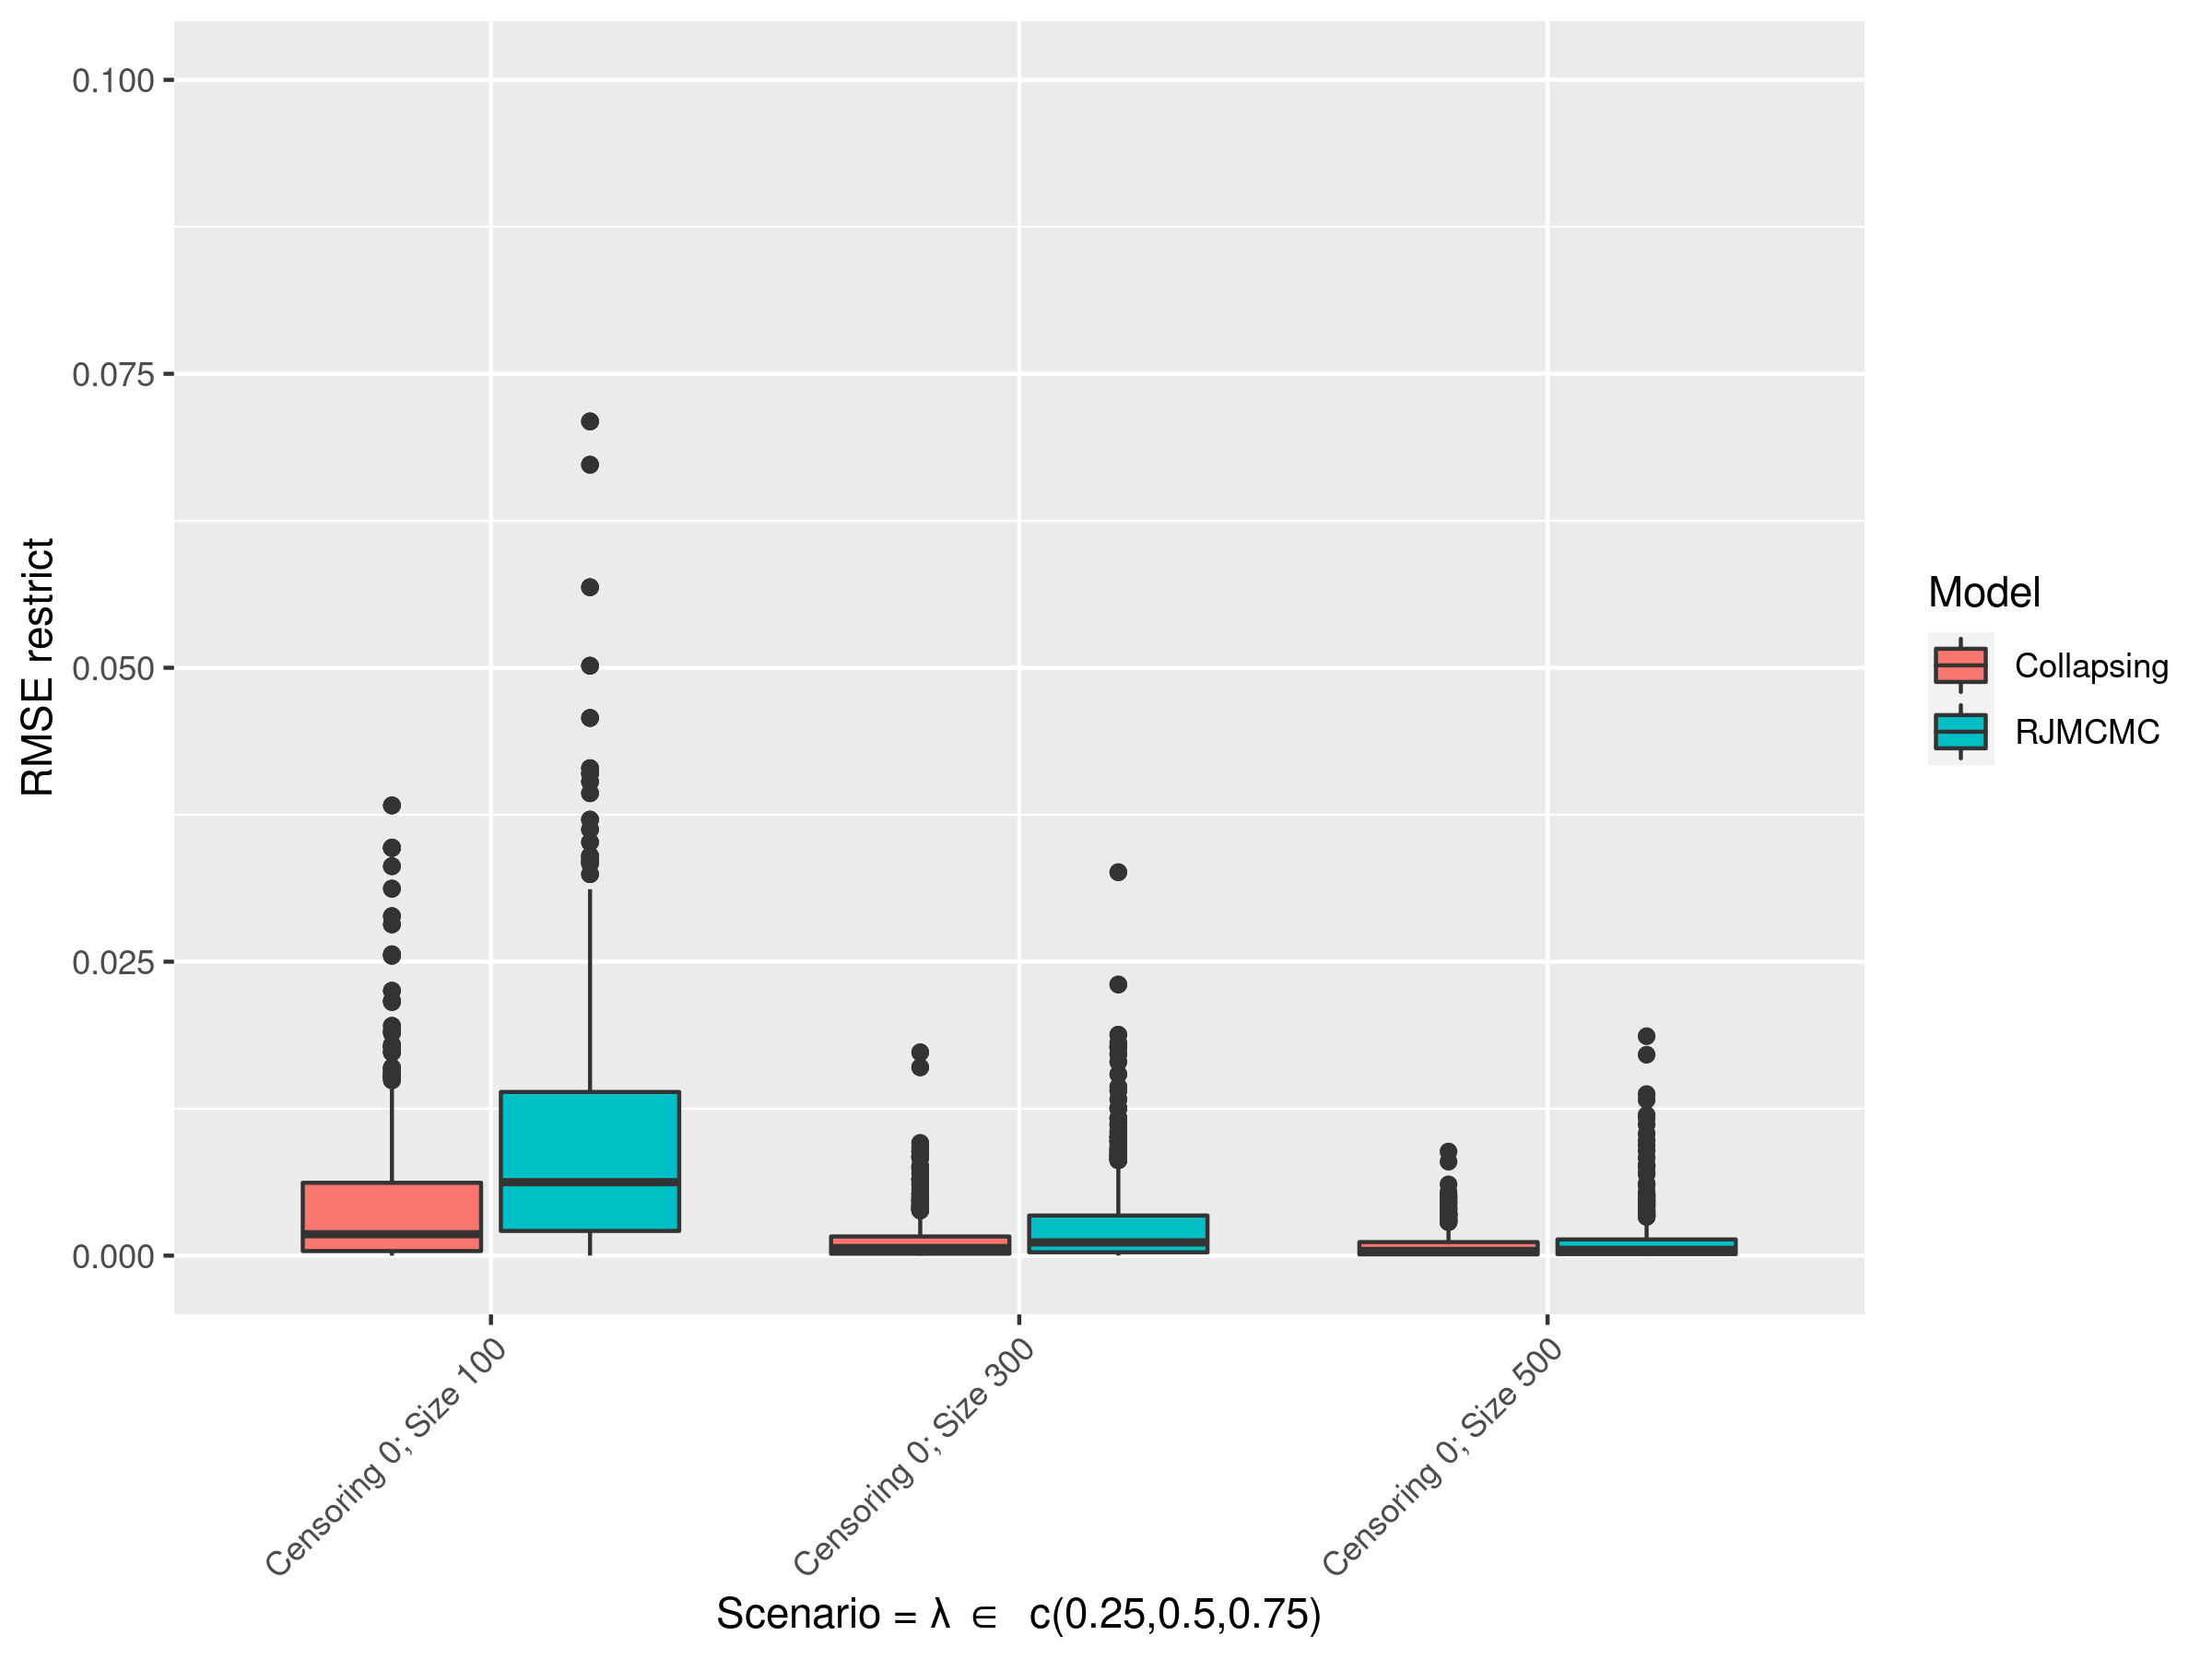 0.100
0.075
0.050
0.025
0.000
RMSE restrict
Censoring 0; Size 100
Censoring 0; Size 300
Censoring 0; Size 500
Scenario = λ ∈ c(0.25,0.5,0.75)
Model
Collapsing
RJMCMC